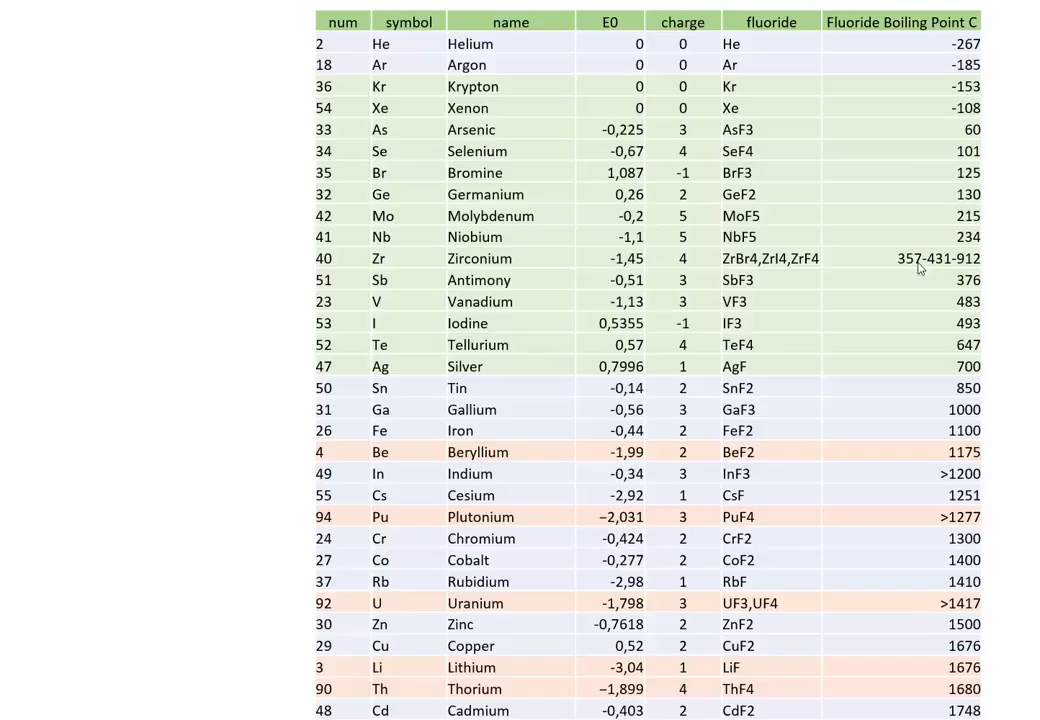 num symbol name E0 charge fluoride Fluoride Boiling Point C
2 He Helium 0 0 He -267
18 Ar Argon 0 0 Ar -185
36 Kr Krypton 0 0 Kr -153
54 Xe Xenon 0 0 Xe -108
33 As Arsenic -0,225 3 AsF3 60
34 Se Selenium -0,67 4 SeF4 101
35 Br Bromine 1,087 -1 BrF3 125
32 Ge Germanium 0,26 2 GeF2 130
42 Mo Molybdenum -0,2 5 MoF5 215
41 Nb Niobium -1,1 5 NbF5 234
40 Zr Zirconium -1,45 4 ZrBr4,ZrI4,ZrF4 357-431-912
51 Sb Antimony -0,51 3 SbF3 376
23 V Vanadium -1,13 3 VF3 483
53 I Iodine 0,5355 -1 IF3 493
52 Te Tellurium 0,57 4 TeF4 647
47 Ag Silver 0,7996 1 AgF 700
50 Sn Tin -0,14 2 SnF2 850
31 Ga Gallium -0,56 3 GaF3 1000
26 Fe Iron -0,44 2 FeF2 1100
4 Be Beryllium -1,99 2 BeF2 1175
49 In Indium -0,34 3 InF3 >1200
55 Cs Cesium -2,92 1 CsF 1251
94 Pu Plutonium −2,031 3 PuF4 >1277
24 Cr Chromium -0,424 2 CrF2 1300
27 Co Cobalt -0,277 2 CoF2 1400
37 Rb Rubidium -2,98 1 RbF 1410
92 U Uranium -1,798 3 UF3,UF4 >1417
30 Zn Zinc -0,7618 2 ZnF2 1500
29 Cu Copper 0,52 2 CuF2 1676
3 Li Lithium -3,04 1 LiF 1676
90 Th Thorium −1,899 4 ThF4 1680
48 Cd Cadmium -0,403 2 CdF2 1748